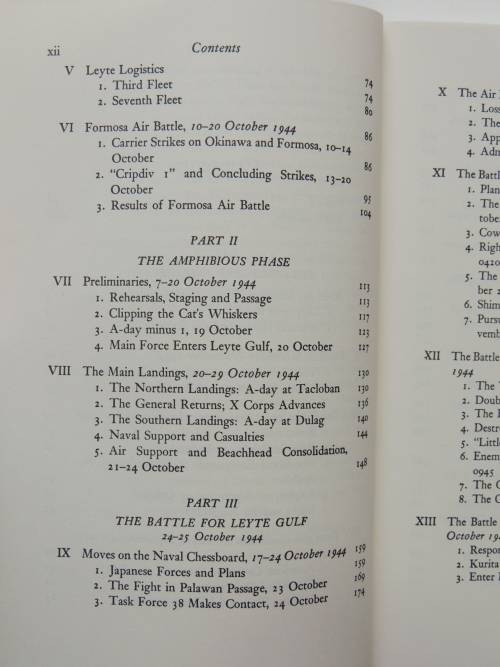 xii Contents
V Leyte Logistics 74
1. Third Fleet 74
2. Seventh Fleet 80
VI Formosa Air Battle, 10–20 October 1944 86
1. Carrier Strikes on Okinawa and Formosa, 10–14
October 86
2. "Cripdiv 1" and Concluding Strikes, 13–20
October 95
3. Results of Formosa Air Battle 104
PART II
THE AMPHIBIOUS PHASE
VII Preliminaries, 7–20 October 1944 113
1. Rehearsals, Staging and Passage 113
2. Clipping the Cat's Whiskers 117
3. A-day minus 1, 19 October 123
4. Main Force Enters Leyte Gulf, 20 October 127
VIII The Main Landings, 20–29 October 1944 130
1. The Northern Landings: A-day at Tacloban 130
2. The General Returns; X Corps Advances 136
3. The Southern Landings: A-day at Dulag 140
4. Naval Support and Casualties 144
5. Air Support and Beachhead Consolidation,
21–24 October 148
PART III
THE BATTLE FOR LEYTE GULF
24–25 October 1944
IX Moves on the Naval Chessboard, 17–24 October 1944 159
1. Japanese Forces and Plans 159
2. The Fight in Palawan Passage, 23 October 169
3. Task Force 38 Makes Contact, 24 October 174
X The Air
1. Loss
2. The
3. App
4. Adm
XI The Battl
1. Plan
2. The
tobe
3. Cow
4. Righ
0420
5. The
ber 2
6. Shim
7. Pursu
vemb
XII The Battle
1944
1. The
2. Doub
3. The
4. Destr
5. "Littl
6. Enem
0945
7. The C
8. The C
XIII The Battle
October 194
1. Respon
2. Kurita
3. Enter